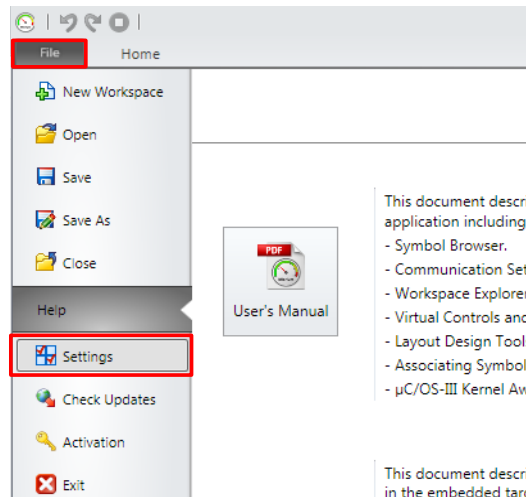 File Home
New Workspace
Open
Save
Save As
Close
Help
Settings
Check Updates
Activation
Exit
PDF
User's Manual
This document descr
application including
- Symbol Browser.
- Communication Set
- Workspace Explorer
- Virtual Controls and
- Layout Design Tool
- Associating Symbol
- µC/OS-III Kernel Aw
This document descr
in the embedded tar